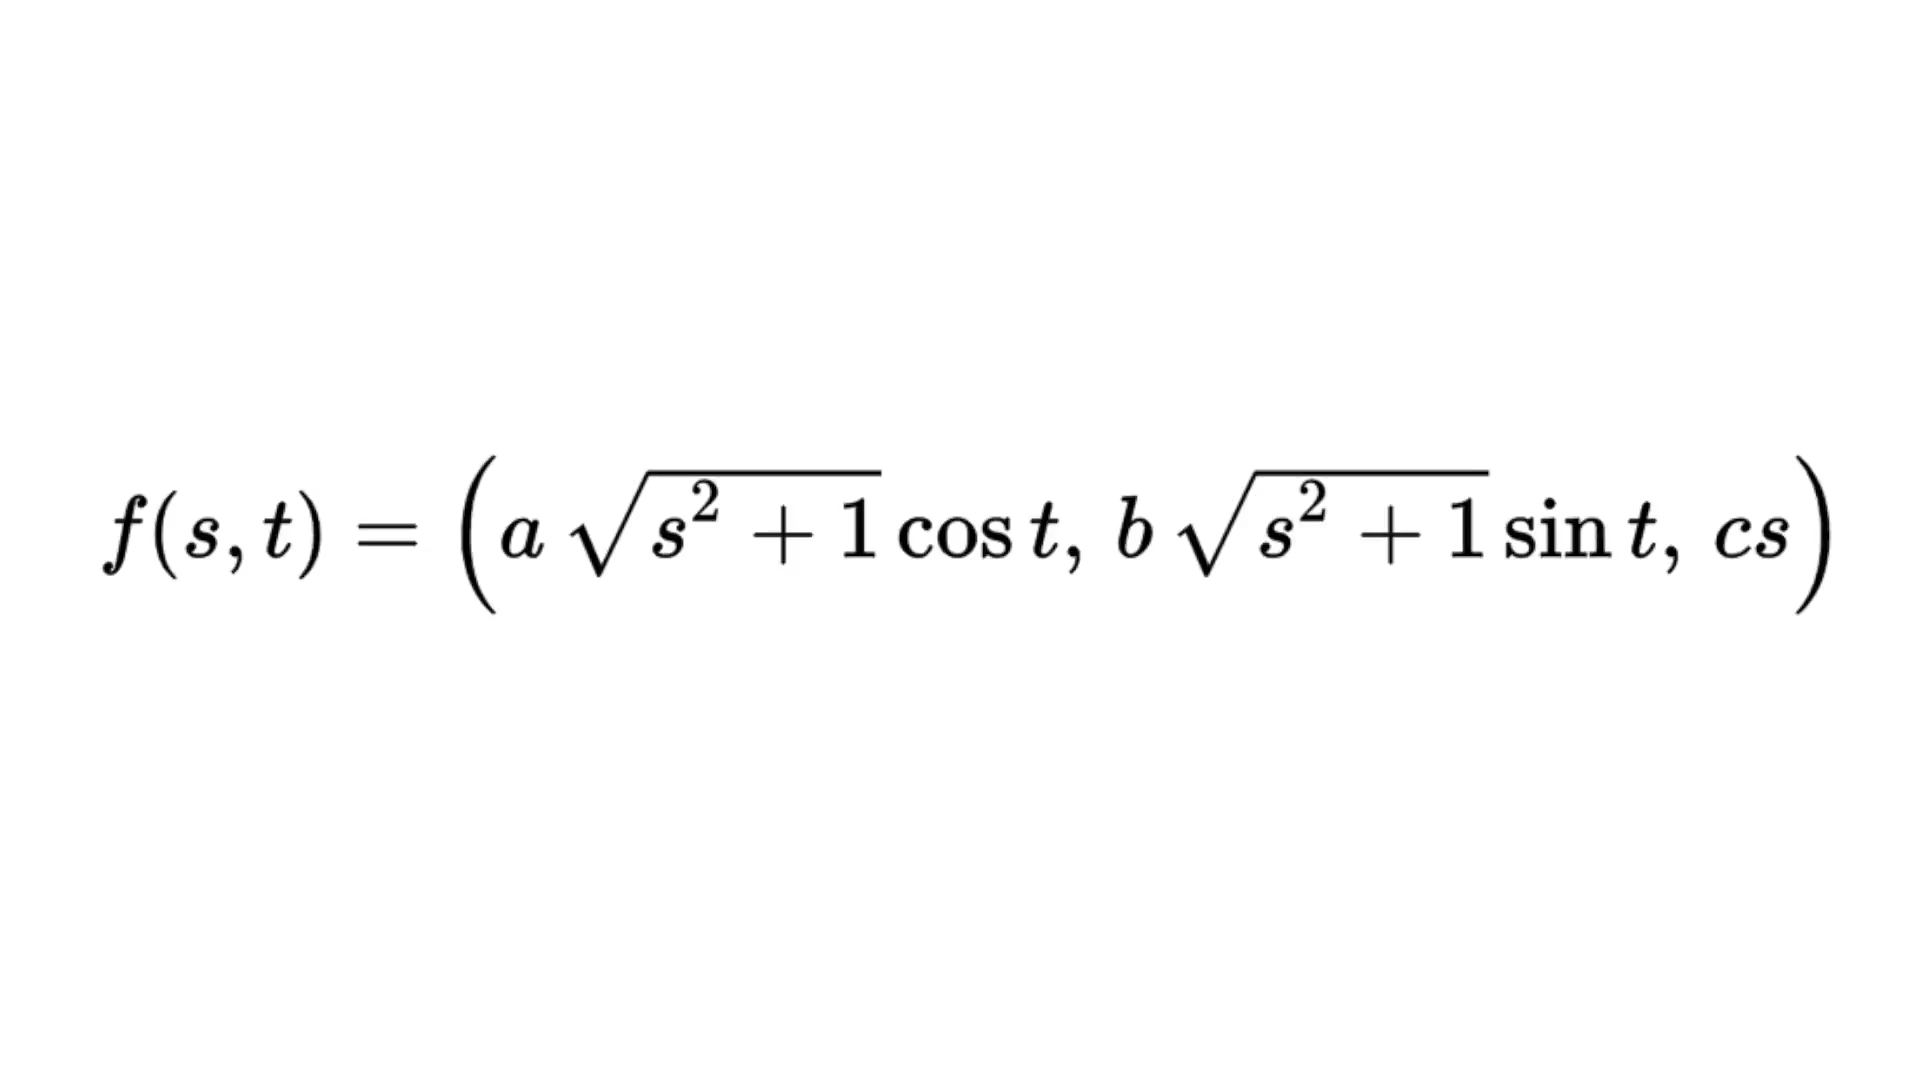 f(s, t) = (a √(s² + 1) cos t, b √(s² + 1) sin t, cs)